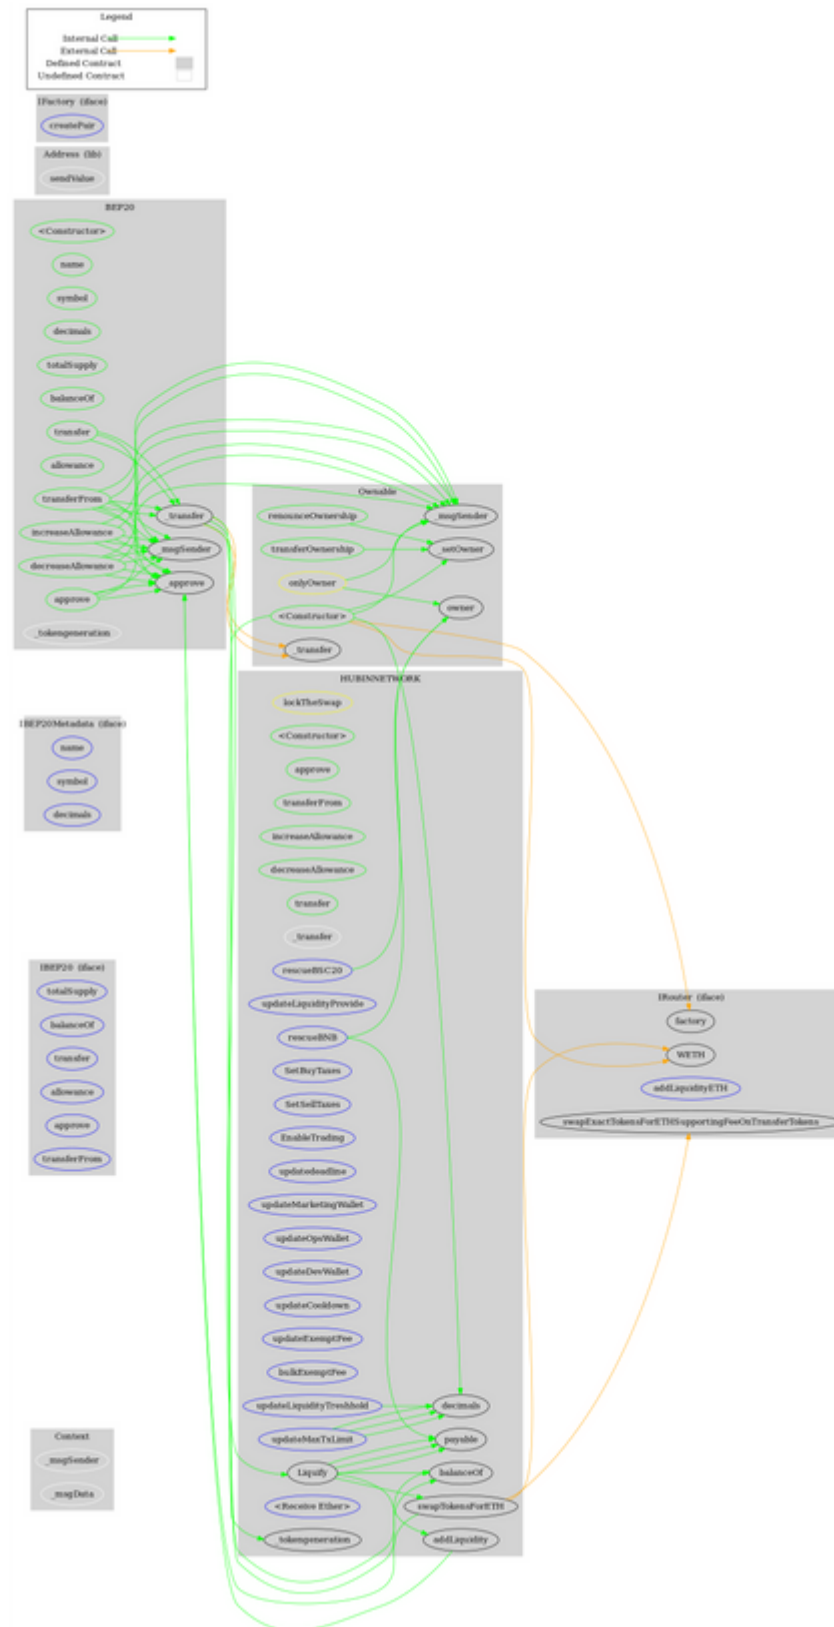 Legend
Internal Call
External Call
Defined Contract
Undefined Contract
IFactory (iface)
createPair
Address (lib)
sendValue
BEP20
<Constructor>
name
symbol
decimals
totalSupply
balanceOf
transfer
allowance
transferFrom
increaseAllowance
decreaseAllowance
approve
_tokengeneration
_transfer
_msgSender
_approve
Ownable
renounceOwnership
transferOwnership
onlyOwner
<Constructor>
_transfer
_msgSender
_setOwner
owner
HUBINNETWORK
lockTheSwap
<Constructor>
approve
transferFrom
increaseAllowance
decreaseAllowance
transfer
_transfer
rescueBSC20
updateLiquidityProvide
rescueBNB
SetBuyTaxes
SetSellTaxes
EnableTrading
updatedeadline
updateMarketingWallet
updateOpsWallet
updateDevWallet
updateCooldown
updateExemptFee
bulkExemptFee
updateLiquidityTreshhold
updateMaxTxLimit
Liquify
<Receive Ether>
_tokengeneration
decimals
payable
balanceOf
swapTokensForETH
addLiquidity
IBEP20Metadata (iface)
name
symbol
decimals
IBEP20 (iface)
totalSupply
balanceOf
transfer
allowance
approve
transferFrom
IRouter (iface)
factory
WETH
addLiquidityETH
swapExactTokensForETHSupportingFeeOnTransferTokens
Context
_msgSender
_msgData